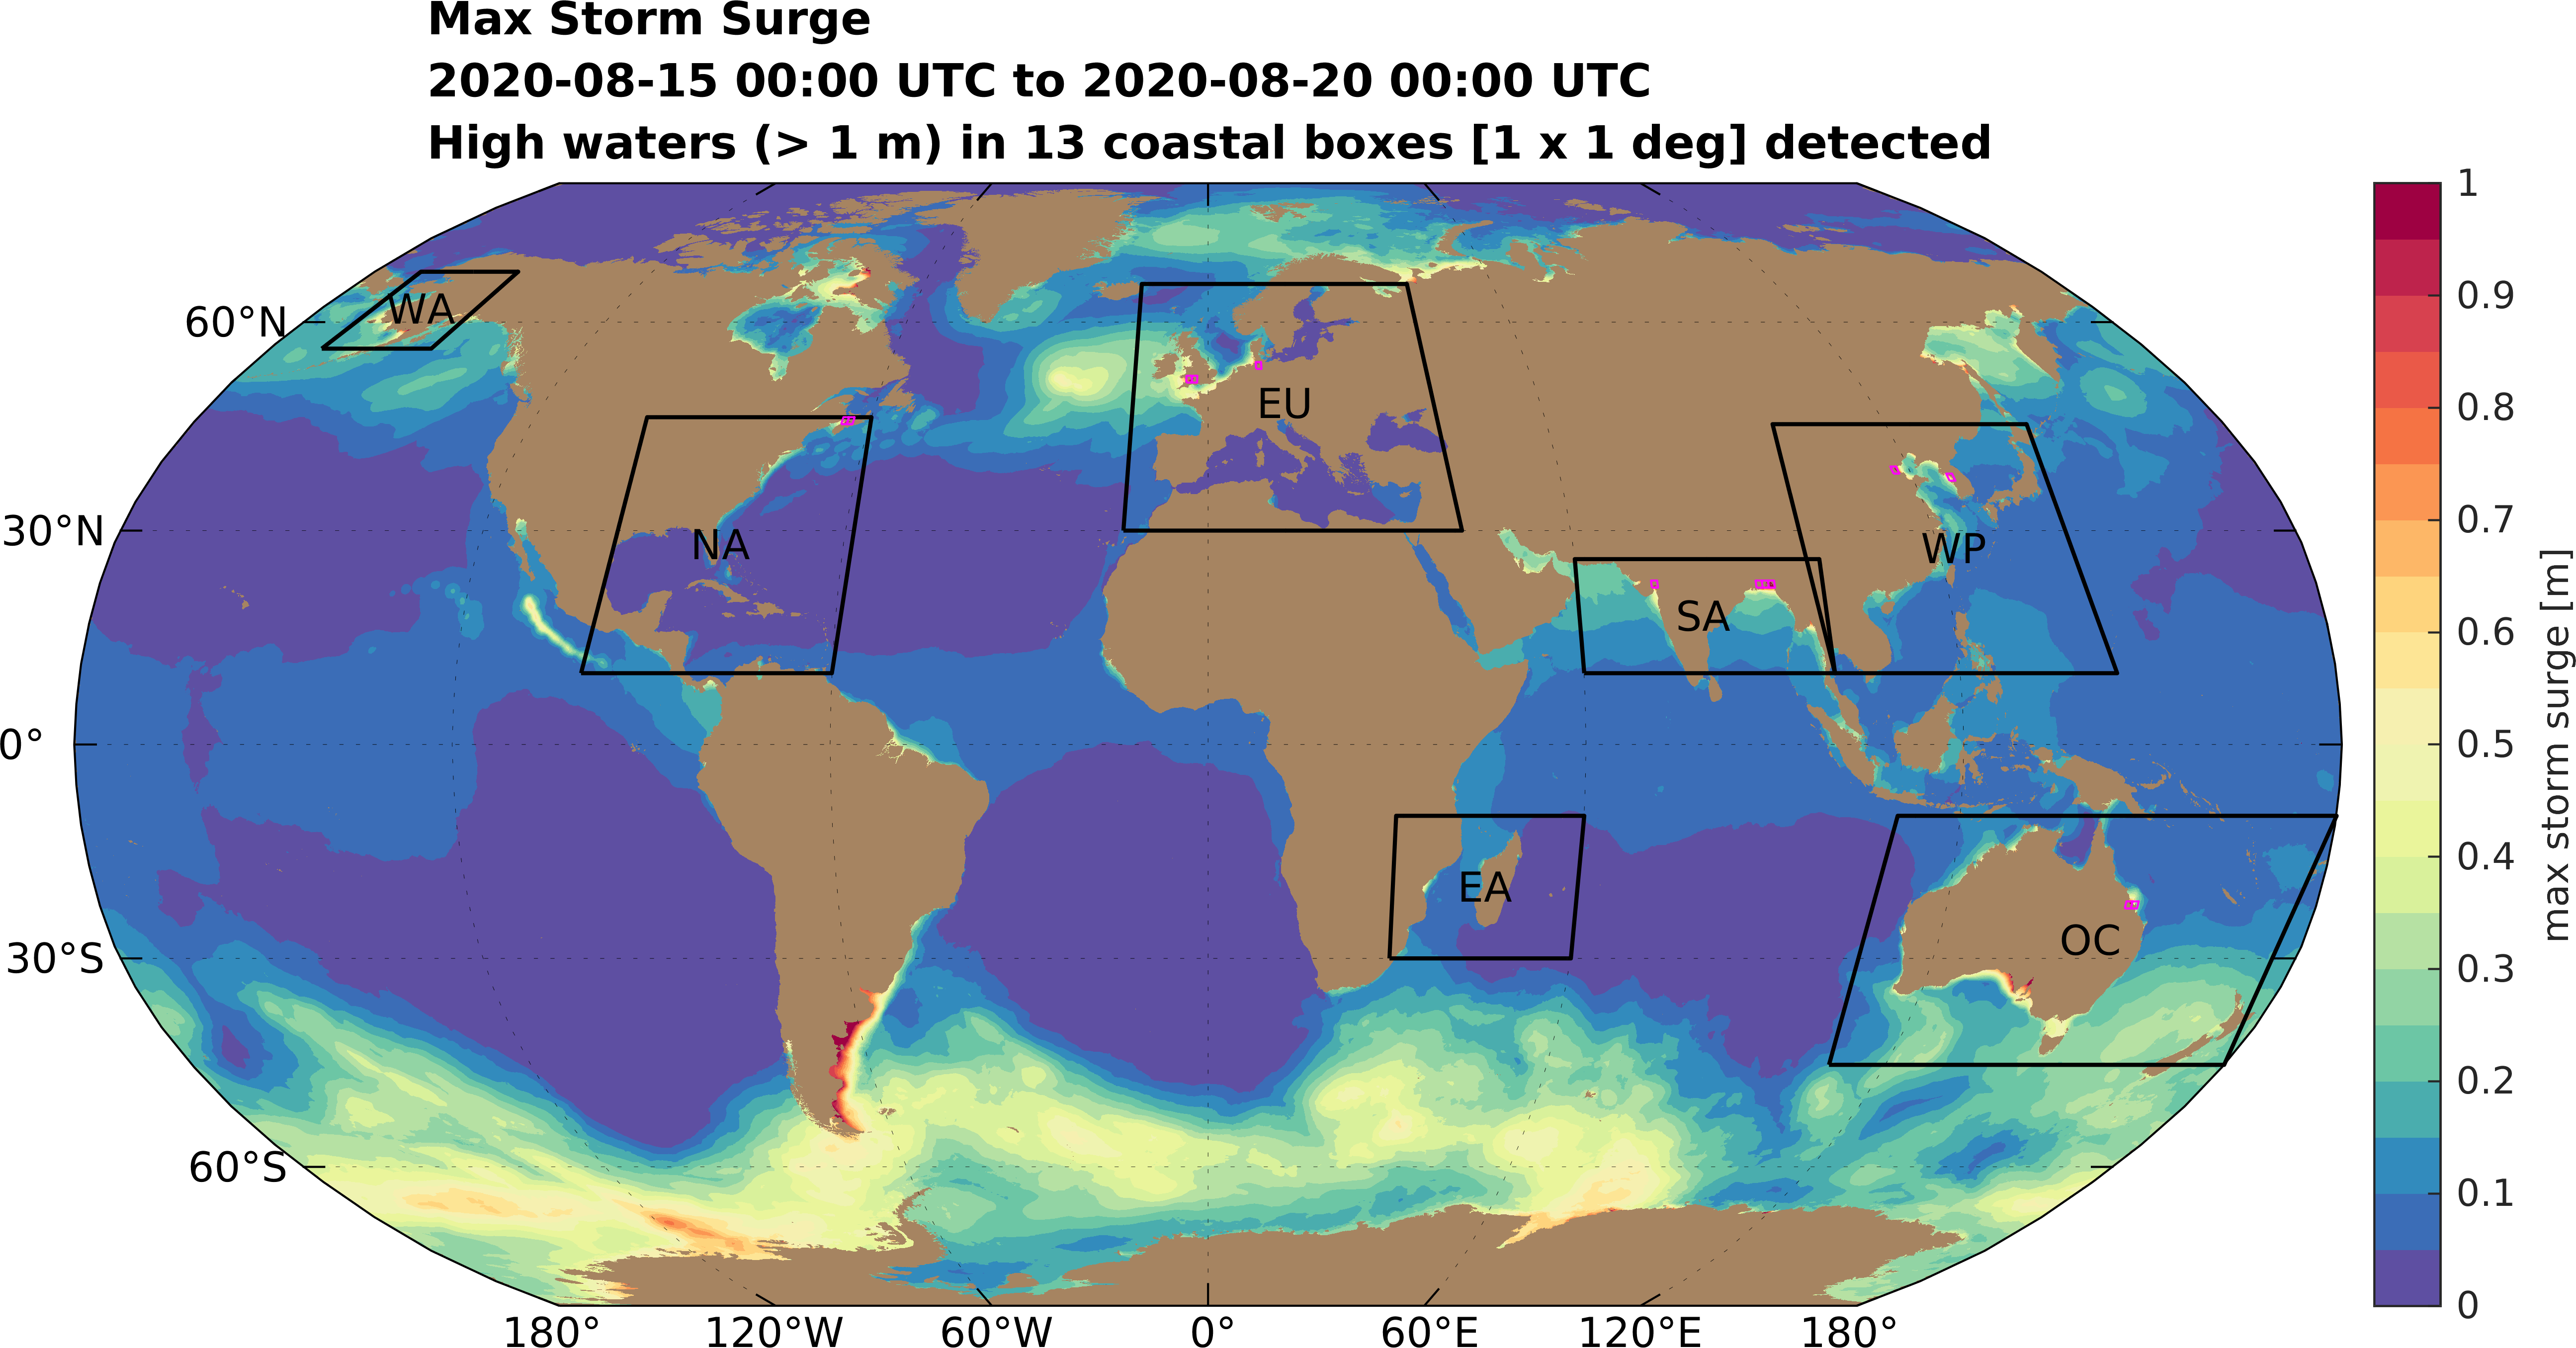 Max Storm Surge
2020-08-15 00:00 UTC to 2020-08-20 00:00 UTC
High waters (> 1 m) in 13 coastal boxes [1 x 1 deg] detected
WA
EU
NA
WP
SA
EA
OC
60°N
30°N
0°
30°S
60°S
180°
120°W
60°W
0°
60°E
120°E
180°
1
0.9
0.8
0.7
0.6
0.5
0.4
0.3
0.2
0.1
0
max storm surge [m]